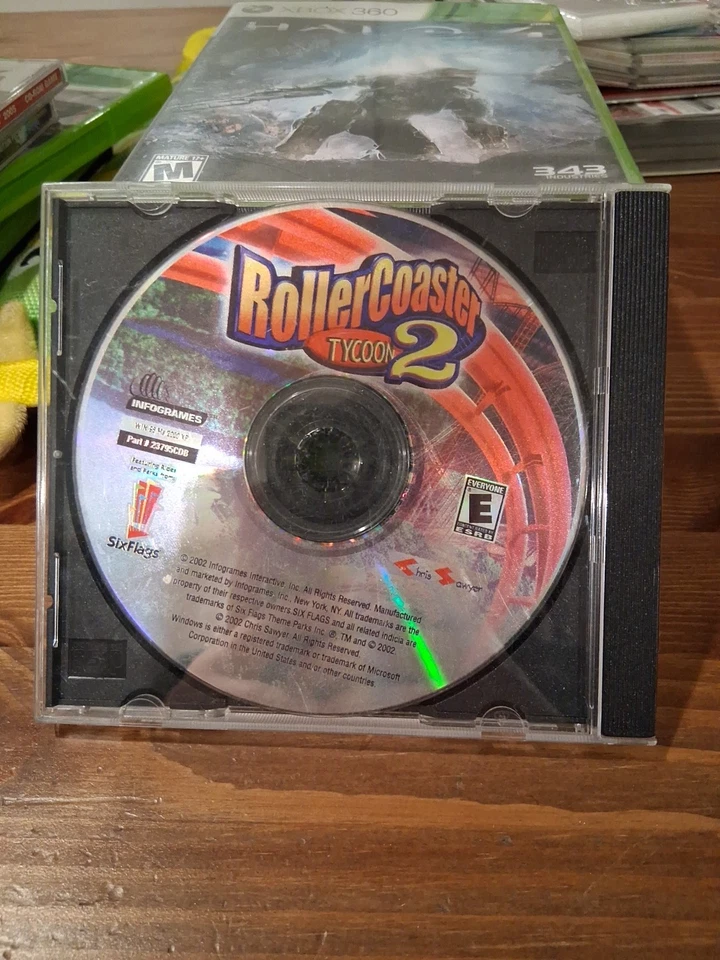 XBOX 360
HALO 4
MATURE 17+
M
343
INDUSTRIES
CD-ROM
RollerCoaster
TYCOON 2
INFOGRAMES
Part # 23795CDB
Featuring Rides
and Parks from
SixFlags
EVERYONE
E
ESRB
Chris Sawyer
© 2002 Infogrames Interactive, Inc. All Rights Reserved. Manufactured
and marketed by Infogrames, Inc., New York, NY. All trademarks are the
property of their respective owners. SIX FLAGS and all related indicia are
trademarks of Six Flags Theme Parks Inc. ®, TM and © 2002.
© 2002 Chris Sawyer. All Rights Reserved.
Windows is either a registered trademark or trademark of Microsoft
Corporation in the United States and/or other countries.